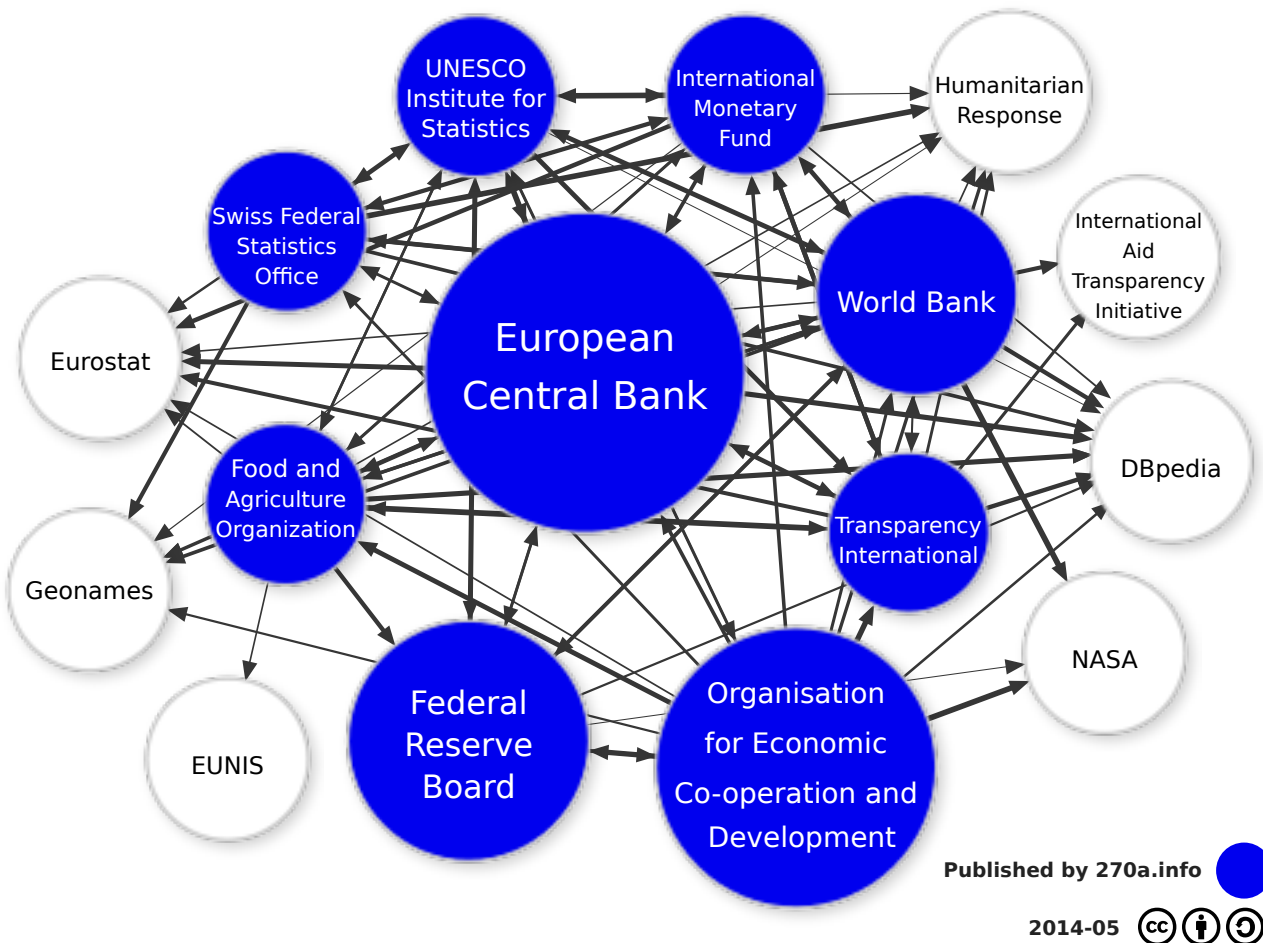 UNESCO
Institute for
Statistics
International
Monetary
Fund
Humanitarian
Response
Swiss Federal
Statistics
Office
International
Aid
Transparency
Initiative
World Bank
European
Central Bank
Eurostat
DBpedia
Food and
Agriculture
Organization
Transparency
International
Geonames
NASA
EUNIS
Federal
Reserve
Board
Organisation
for Economic
Co-operation and
Development
Published by 270a.info
2014-05
cc